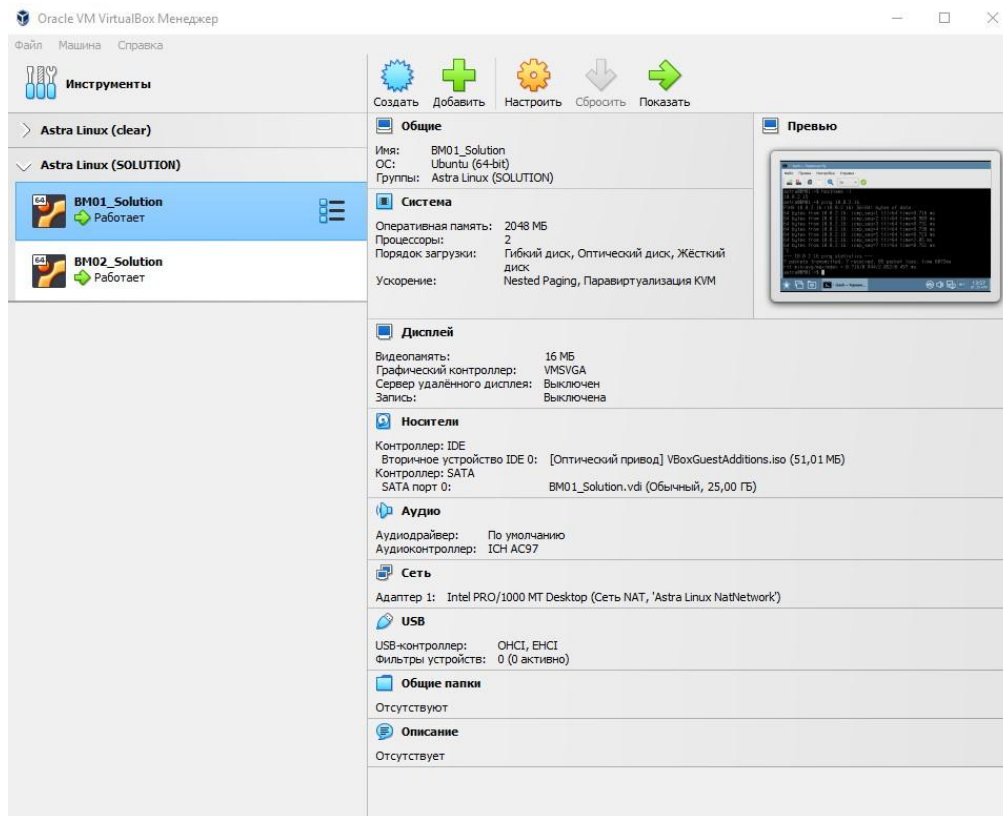 Oracle VM VirtualBox Менеджер
Файл Машина Справка
Инструменты
Создать Добавить Настроить Сбросить Показать
Astra Linux (clear)
Astra Linux (SOLUTION)
64
BM01_Solution
Работает
64
BM02_Solution
Работает
Общие
Имя: BM01_Solution
ОС: Ubuntu (64-bit)
Группы: Astra Linux (SOLUTION)
Превью
Система
Оперативная память: 2048 МБ
Процессоры: 2
Порядок загрузки: Гибкий диск, Оптический диск, Жёсткий
диск
Ускорение: Nested Paging, Паравиртуализация KVM
Дисплей
Видеопамять: 16 МБ
Графический контроллер: VMSVGA
Сервер удалённого дисплея: Выключен
Запись: Выключена
Носители
Контроллер: IDE
Вторичное устройство IDE 0: [Оптический привод] VBoxGuestAdditions.iso (51,01 МБ)
Контроллер: SATA
SATA порт 0: BM01_Solution.vdi (Обычный, 25,00 ГБ)
Аудио
Аудиодрайвер: По умолчанию
Аудиоконтроллер: ICH AC97
Сеть
Адаптер 1: Intel PRO/1000 MT Desktop (Сеть NAT, 'Astra Linux NatNetwork')
USB
USB-контроллер: OHCI, EHCI
Фильтры устройств: 0 (0 активно)
Общие папки
Отсутствуют
Описание
Отсутствует